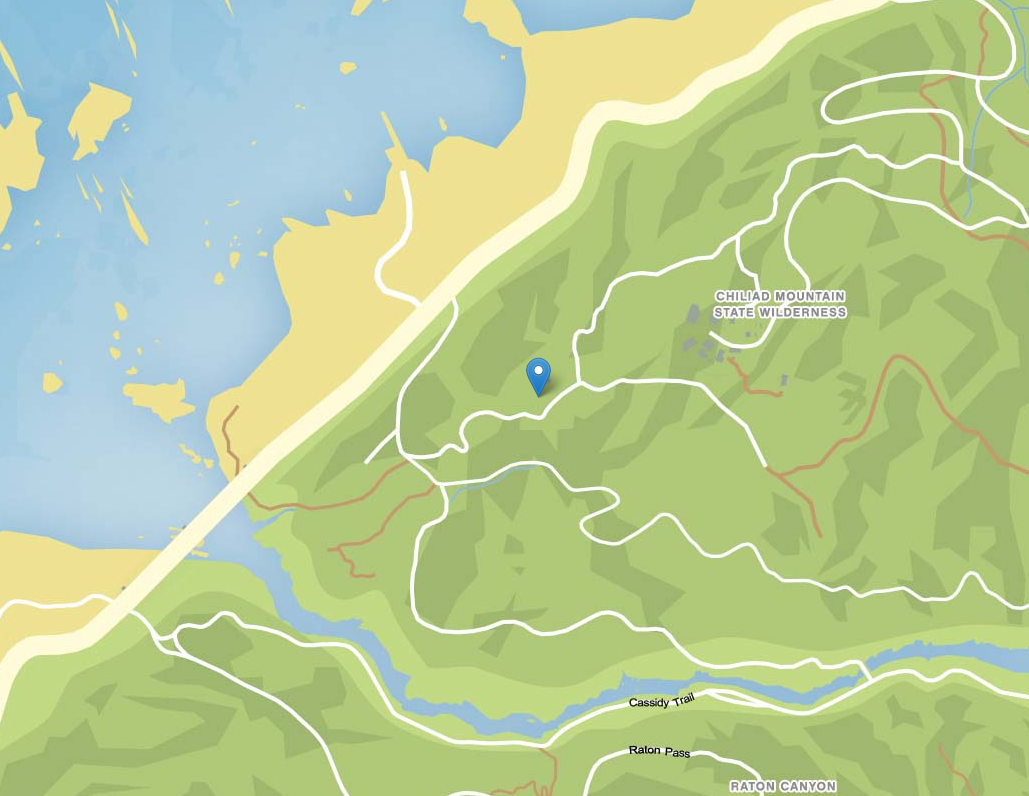 CHILIAD MOUNTAIN
STATE WILDERNESS
Cassidy Trail
Raton Pass
RATON CANYON